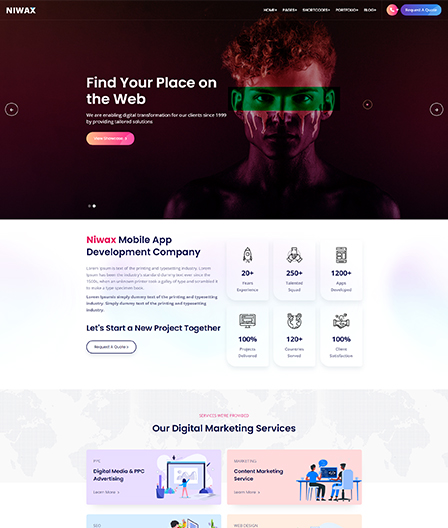 NIWAX
HOME+ PAGES+ SHORTCODES+ PORTFOLIO+ BLOG+
Request A Quote
Find Your Place on
the Web
We are enabling digital transformation for our clients since 1999
by providing tailored solutions
View Showcase
Niwax Mobile App
Development Company
Lorem Ipsum is text of the printing and typesetting industry. Lorem
Ipsum has been the industry's standard dummy text ever since the
1500s, when an unknown printer took a galley of type and scrambled it
to make a type specimen book.
Lorem Ipsumis simply dummy text of the printing and typesetting
industry. Simply dummy text of the printing and typesetting
industry.
Let's Start a New Project Together
Request A Quote >
20+
Years
Experience
250+
Talented
Squad
1200+
Apps
Developed
100%
Projects
Delivered
120+
Countries
Served
100%
Client
Satisfaction
SERVICES WE'RE PROVIDED
Our Digital Marketing Services
PPC
Digital Media & PPC
Advertising
Learn More >
MARKETING
Content Marketing
Service
Learn More >
SEO
WEB DESIGN